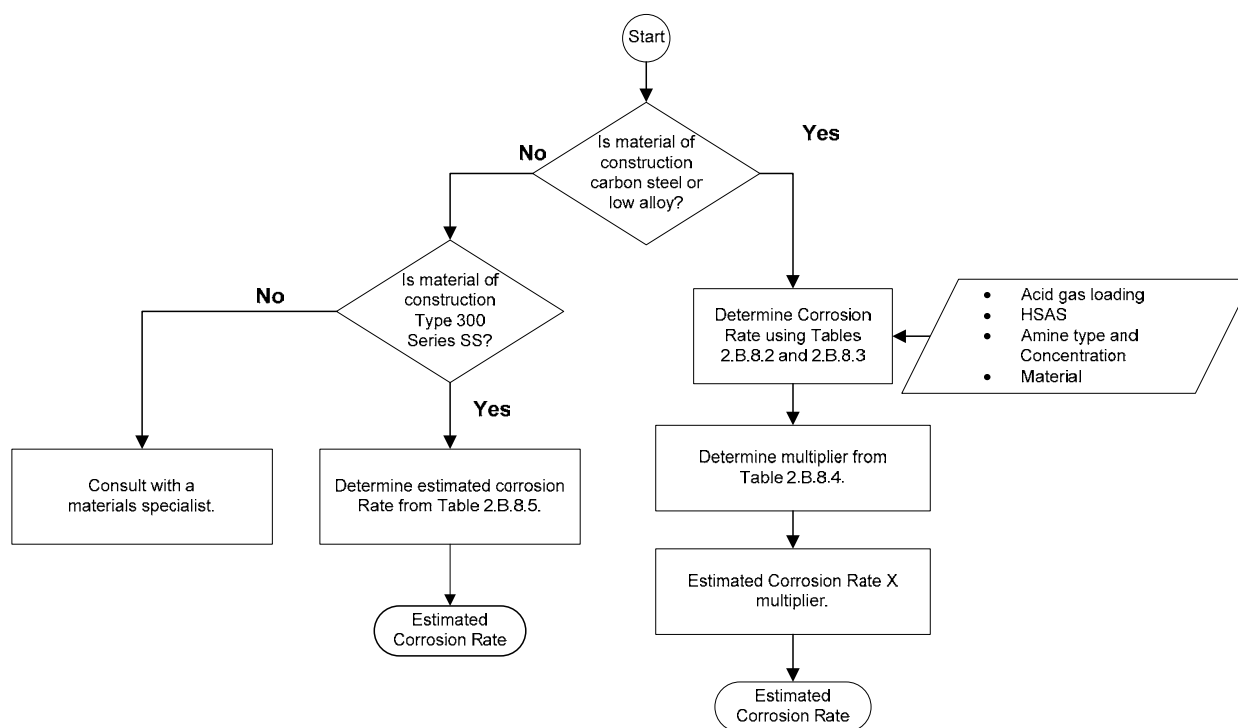 Start
Is material of
construction
carbon steel or
low alloy?
Yes
No
Is material of
construction
Type 300
Series SS?
No
Yes
Determine Corrosion
Rate using Tables
2.B.8.2 and 2.B.8.3
• Acid gas loading
• HSAS
• Amine type and
Concentration
• Material
Consult with a
materials specialist.
Determine estimated corrosion
Rate from Table 2.B.8.5.
Determine multiplier from
Table 2.B.8.4.
Estimated Corrosion Rate X
multiplier.
Estimated
Corrosion Rate
Estimated
Corrosion Rate